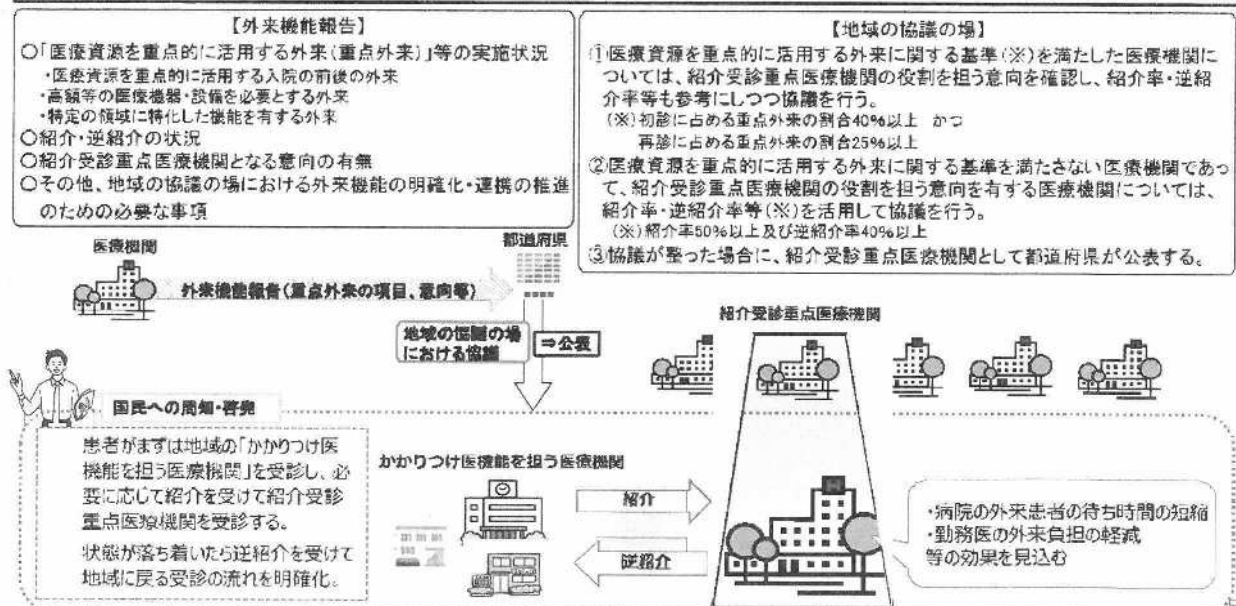 【外来機能報告】
○「医療資源を重点的に活用する外来(重点外来)」等の実施状況
・医療資源を重点的に活用する入院の前後の外来
・高額等の医療機器・設備を必要とする外来
・特定の領域に特化した機能を有する外来
○紹介・逆紹介の状況
○紹介受診重点医療機関となる意向の有無
○その他、地域の協議の場における外来機能の明確化・連携の推進
のための必要な事項
【地域の協議の場】
①医療資源を重点的に活用する外来に関する基準(※)を満たした医療機関に
ついては、紹介受診重点医療機関の役割を担う意向を確認し、紹介率・逆紹
介率等も参考にしつつ協議を行う。
(※)初診に占める重点外来の割合40%以上 かつ
再診に占める重点外来の割合25%以上
②医療資源を重点的に活用する外来に関する基準を満たさない医療機関であっ
て、紹介受診重点医療機関の役割を担う意向を有する医療機関については、
紹介率・逆紹介率等(※)を活用して協議を行う。
(※)紹介率50%以上及び逆紹介率40%以上
③協議が整った場合に、紹介受診重点医療機関として都道府県が公表する。
医療機関
都道府県
外来機能報告(重点外来の項目、意向等)
地域の協議の場
における協議
⇒公表
紹介受診重点医療機関
国民への周知・啓発
患者がまずは地域の「かかりつけ医
機能を担う医療機関」を受診し、必
要に応じて紹介を受けて紹介受診
重点医療機関を受診する。
状態が落ち着いたら逆紹介を受けて
地域に戻る受診の流れを明確化。
かかりつけ医機能を担う医療機関
紹介
逆紹介
・病院の外来患者の待ち時間の短縮
・勤務医の外来負担の軽減
等の効果を見込む